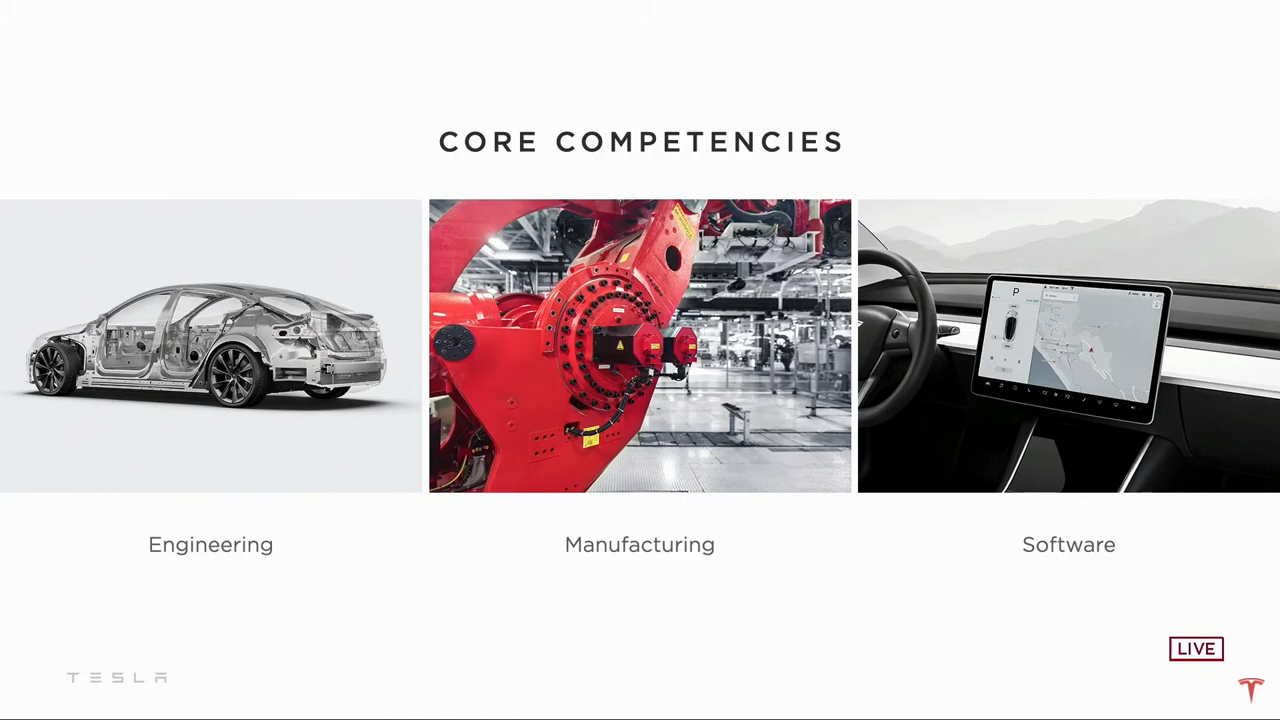 CORE COMPETENCIES
P
Engineering
Manufacturing
Software
LIVE
TESLA